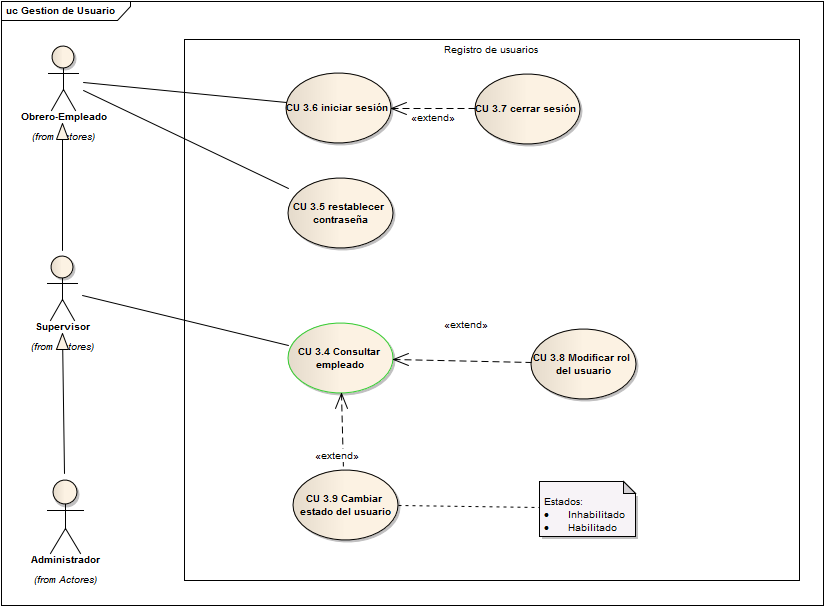 uc Gestion de Usuario
Registro de usuarios
Obrero-Empleado
(from Actores)
CU 3.6 iniciar sesión
«extend»
CU 3.7 cerrar sesión
CU 3.5 restablecer
contraseña
Supervisor
(from Actores)
CU 3.4 Consultar
empleado
«extend»
CU 3.8 Modificar rol
del usuario
«extend»
CU 3.9 Cambiar
estado del usuario
Estados:
• Inhabilitado
• Habilitado
Administrador
(from Actores)